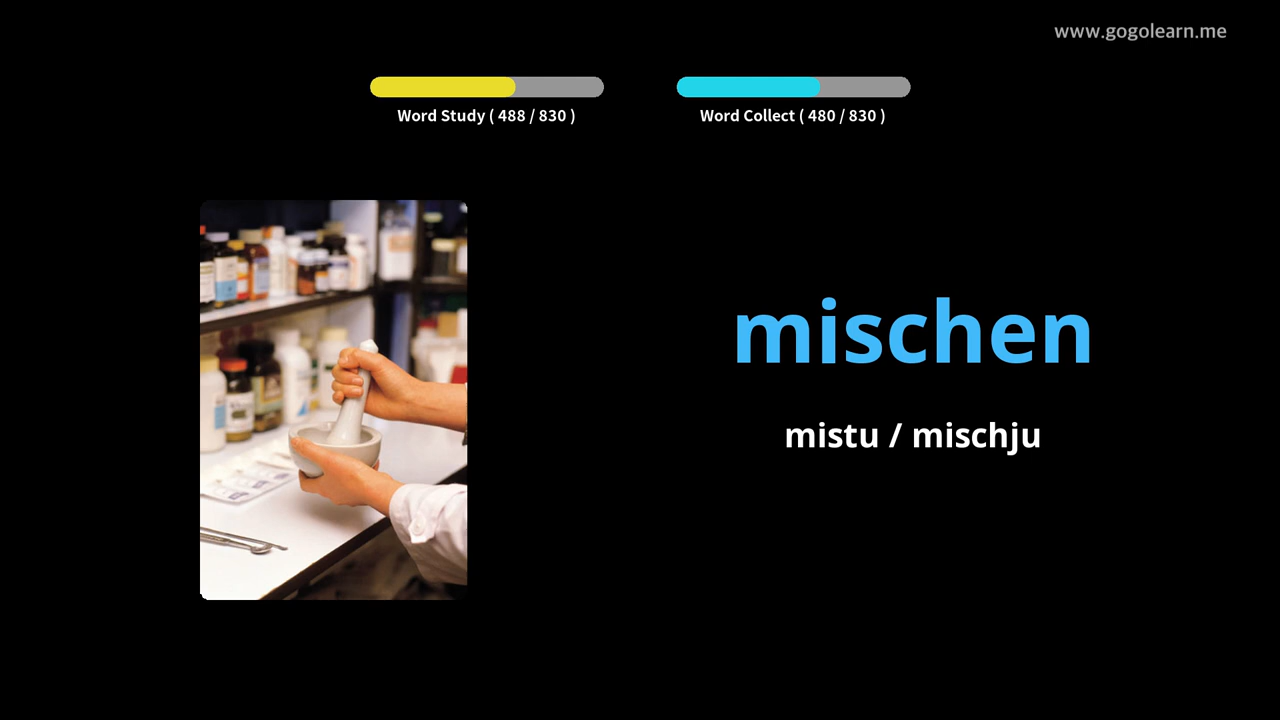 www.gogolearn.me
Word Study ( 488 / 830 )
Word Collect ( 480 / 830 )
mischen
mistu / mischju